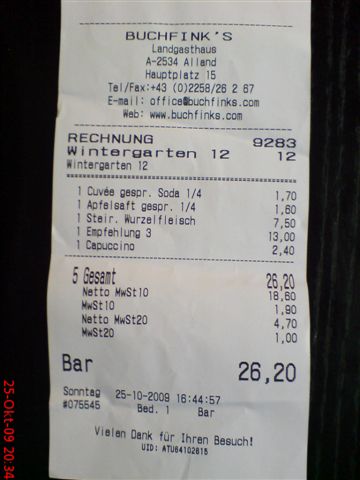 BUCHFINK'S
Landgasthaus
A-2534 Alland
Hauptplatz 15
Tel/Fax:+43 (0)2258/26 2 67
E-mail: office@buchfinks.com
Web: www.buchfinks.com
RECHNUNG 9283
Wintergarten 12 12
Wintergarten 12
1 Cuvée gespr. Soda 1/4 1,70
1 Apfelsaft gespr. 1/4 1,60
1 Steir. Wurzelfleisch 7,50
1 Empfehlung 3 13,00
1 Capuccino 2,40
5 Gesamt 26,20
Netto MwSt10 18,60
MwSt10 1,90
Netto MwSt20 4,70
MwSt20 1,00
Bar 26,20
Sonntag 25-10-2009 16:44:57
#075545 Bed. 1 Bar
Vielen Dank für Ihren Besuch!
UID: ATU64102815
25-Okt-09 20:34